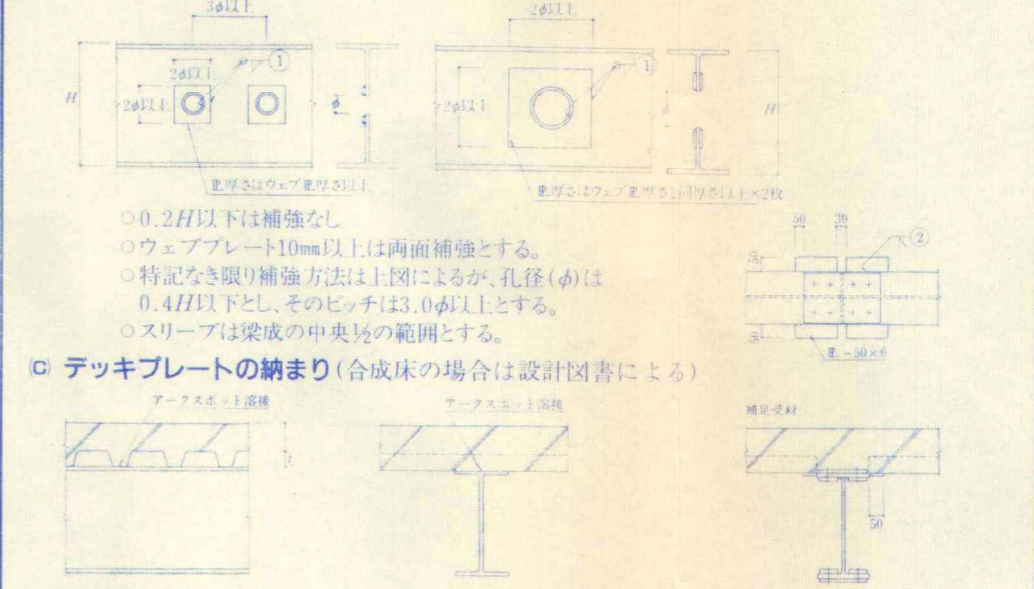 3φ以上
2φ以上
①
①
2φ以上
H
2φ以上
φ
2φ以上
φ
H
PL厚さはウェブPL厚さ以上
PL厚さはウェブPL厚さと同厚さ以上×2枚
○0.2H以下は補強なし
○ウェブプレート10mm以上は両面補強とする。
○特記なき限り補強方法は上図によるが、孔径(φ)は
0.4H以下とし、そのピッチは3.0φ以上とする。
○スリーブは梁成の中央½の範囲とする。
50
30
②
PL-50×6
(C) デッキプレートの納まり(合成床の場合は設計図書による)
アークスポット溶接
アークスポット溶接
補足受材
t
50